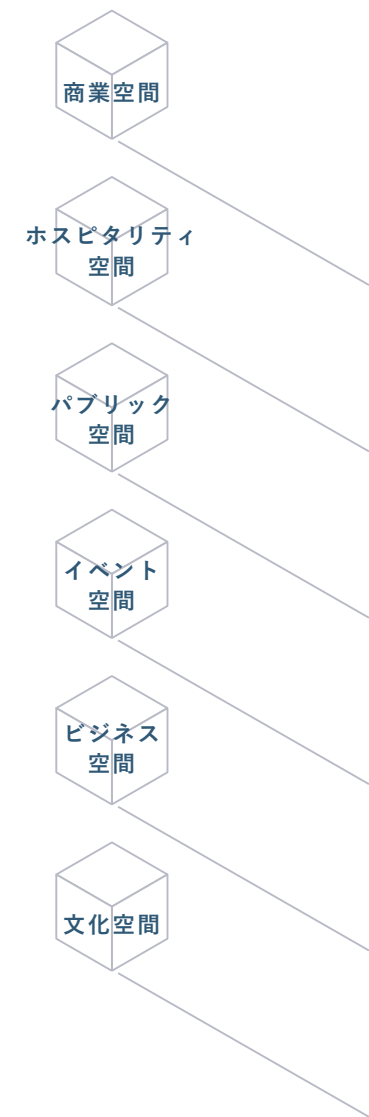 商業空間
ホスピタリティ
空間
パブリック
空間
イベント
空間
ビジネス
空間
文化空間